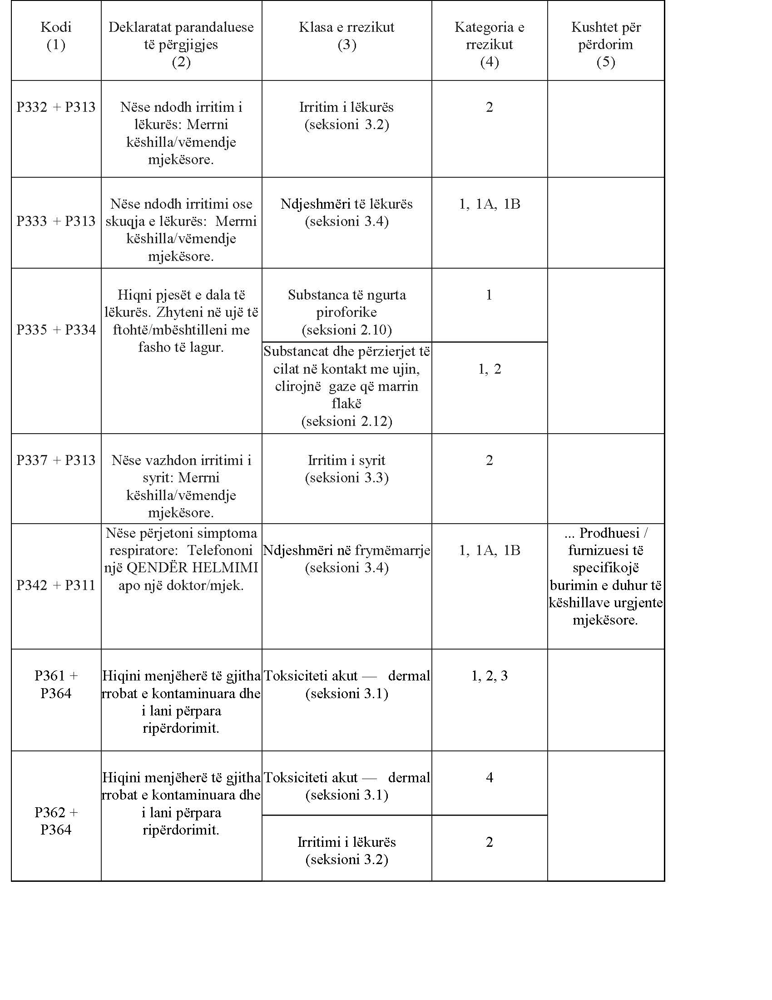 Kodi
(1)
Deklaratat parandaluese
të përgjigjes
(2)
Klasa e rrezikut
(3)
Kategoria e
rrezikut
(4)
Kushtet për
përdorim
(5)
P332 + P313
Nëse ndodh irritim i
lëkurës: Merrni
këshilla/vëmendje
mjekësore.
Irritim i lëkurës
(seksioni 3.2)
2
P333 + P313
Nëse ndodh irritimi ose
skuqja e lëkurës: Merrni
këshilla/vëmendje
mjekësore.
Ndjeshmëri të lëkurës
(seksioni 3.4)
1, 1A, 1B
P335 + P334
Hiqni pjesët e dala të
lëkurës. Zhyteni në ujë të
ftohtë/mbështilleni me
fasho të lagur.
Substanca të ngurta
piroforike
(seksioni 2.10)
1
Substancat dhe përzierjet të
cilat në kontakt me ujin,
clirojnë gaze që marrin
flakë
(seksioni 2.12)
1, 2
P337 + P313
Nëse vazhdon irritimi i
syrit: Merrni
këshilla/vëmendje
mjekësore.
Irritim i syrit
(seksioni 3.3)
2
P342 + P311
Nëse përjetoni simptoma
respiratore: Telefononi
një QENDËR HELMIMI
apo një doktor/mjek.
Ndjeshmëri në frymëmarrje
(seksioni 3.4)
1, 1A, 1B
... Prodhuesi /
furnizuesi të
specifikojë
burimin e duhur të
këshillave urgjente
mjekësore.
P361 +
P364
Hiqini menjëherë të gjitha
rrobat e kontaminuara dhe
i lani përpara
ripërdorimit.
Toksiciteti akut — dermal
(seksioni 3.1)
1, 2, 3
P362 +
P364
Hiqini menjëherë të gjitha
rrobat e kontaminuara dhe
i lani përpara
ripërdorimit.
Toksiciteti akut — dermal
(seksioni 3.1)
4
Irritimi i lëkurës
(seksioni 3.2)
2